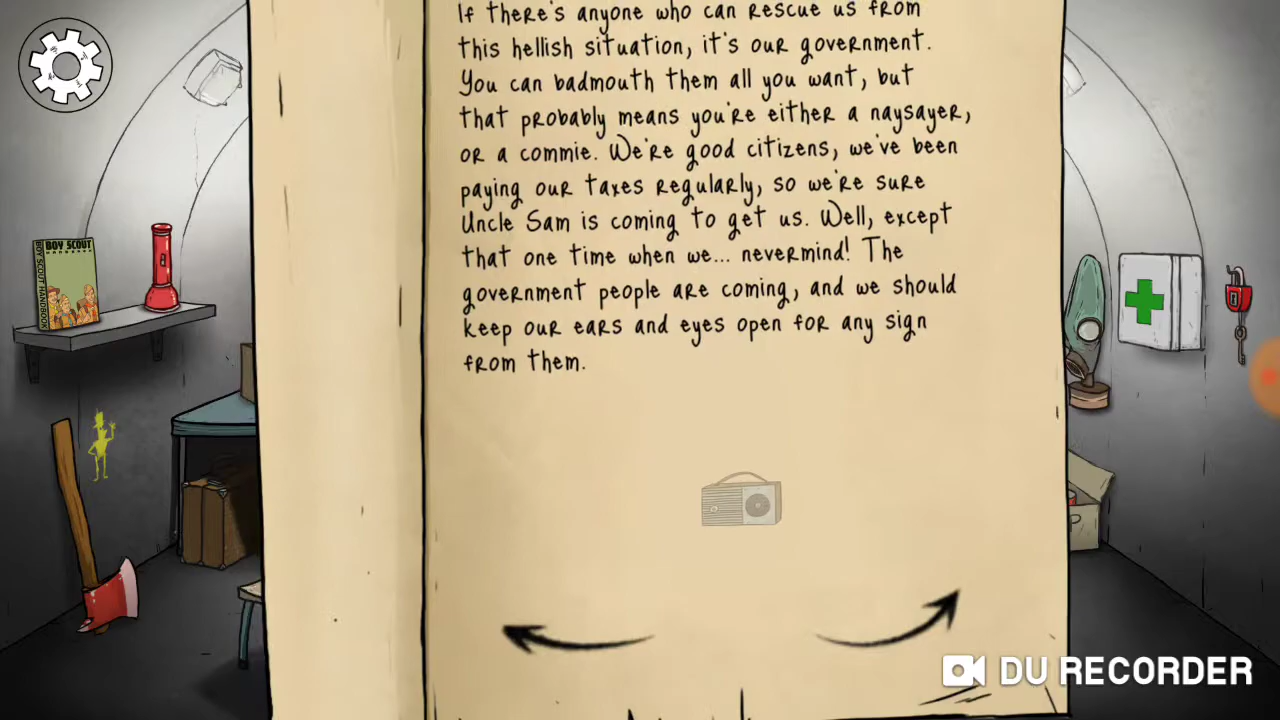 If there's anyone who can rescue us from
this hellish situation, it's our government.
You can badmouth them all you want, but
that probably means you're either a naysayer,
or a commie. We're good citizens, we've been
paying our taxes regularly, so we're sure
Uncle Sam is coming to get us. Well, except
that one time when we... nevermind! The
government people are coming, and we should
keep our ears and eyes open for any sign
from them.
BOY SCOUT
BOY SCOUT HANDBOOK
DU RECORDER